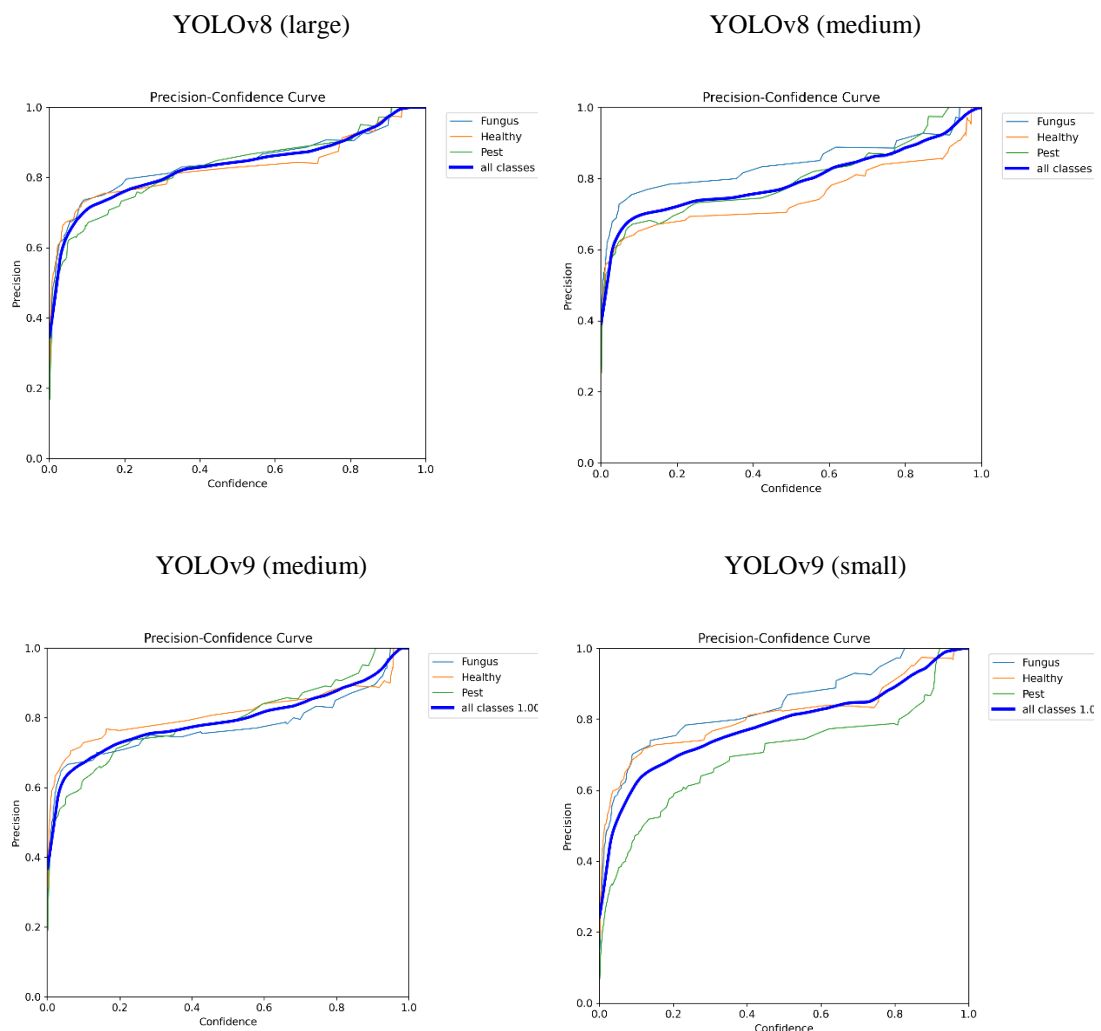 YOLOv8 (large)
YOLOv8 (medium)
Precision-Confidence Curve
1.0
0.8
0.6
0.4
0.2
0.0
Precision
0.0 0.2 0.4 0.6 0.8 1.0
Confidence
Fungus
Healthy
Pest
all classes
Precision-Confidence Curve
1.0
0.8
0.6
0.4
0.2
0.0
Precision
0.0 0.2 0.4 0.6 0.8 1.0
Confidence
Fungus
Healthy
Pest
all classes
YOLOv9 (medium)
YOLOv9 (small)
Precision-Confidence Curve
1.0
0.8
0.6
0.4
0.2
0.0
Precision
0.0 0.2 0.4 0.6 0.8 1.0
Confidence
Fungus
Healthy
Pest
all classes 1.00
Precision-Confidence Curve
1.0
0.8
0.6
0.4
0.2
0.0
Precision
0.0 0.2 0.4 0.6 0.8 1.0
Confidence
Fungus
Healthy
Pest
all classes 1.0